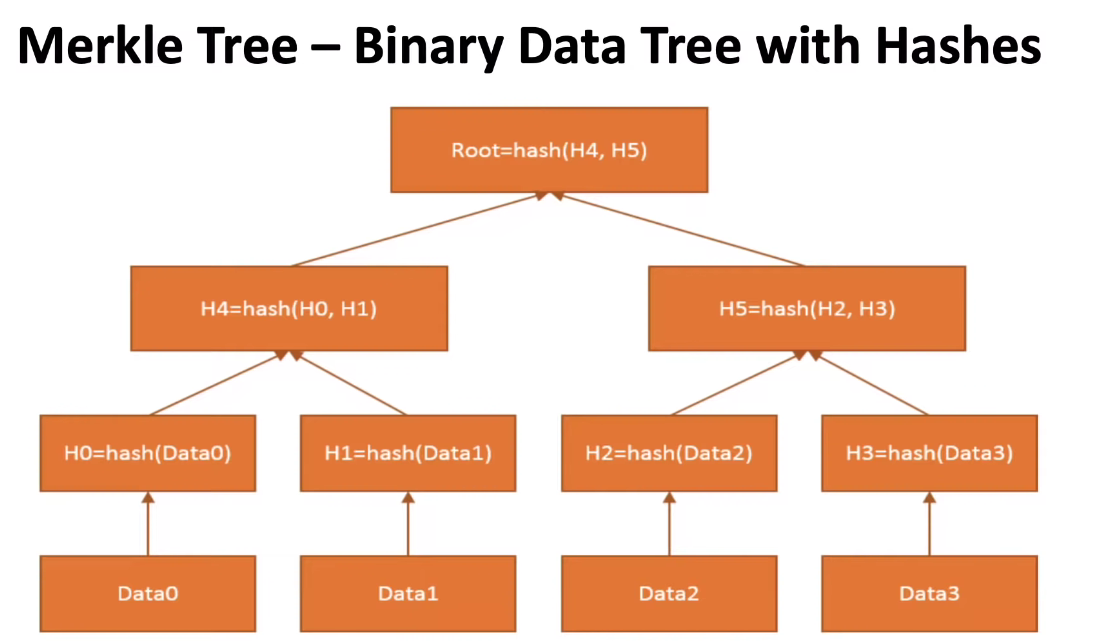 Merkle Tree – Binary Data Tree with Hashes
Root=hash(H4, H5)
H4=hash(H0, H1)
H5=hash(H2, H3)
H0=hash(Data0)
H1=hash(Data1)
H2=hash(Data2)
H3=hash(Data3)
Data0
Data1
Data2
Data3